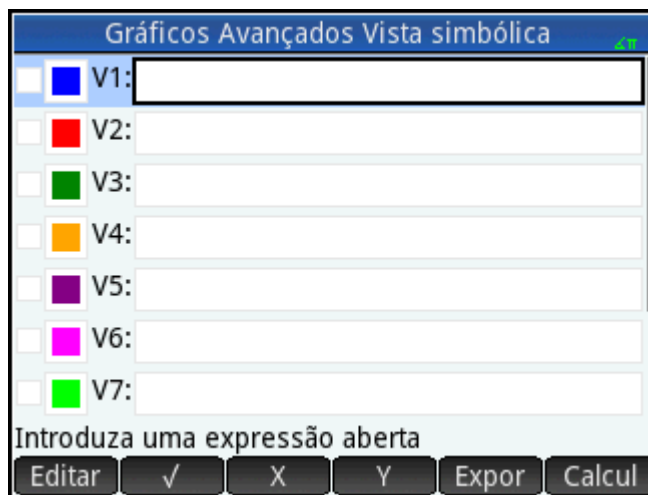 Gráficos Avançados Vista simbólica ∡π
V1:
V2:
V3:
V4:
V5:
V6:
V7:
Introduza uma expressão aberta
Editar √ X Y Expor Calcul